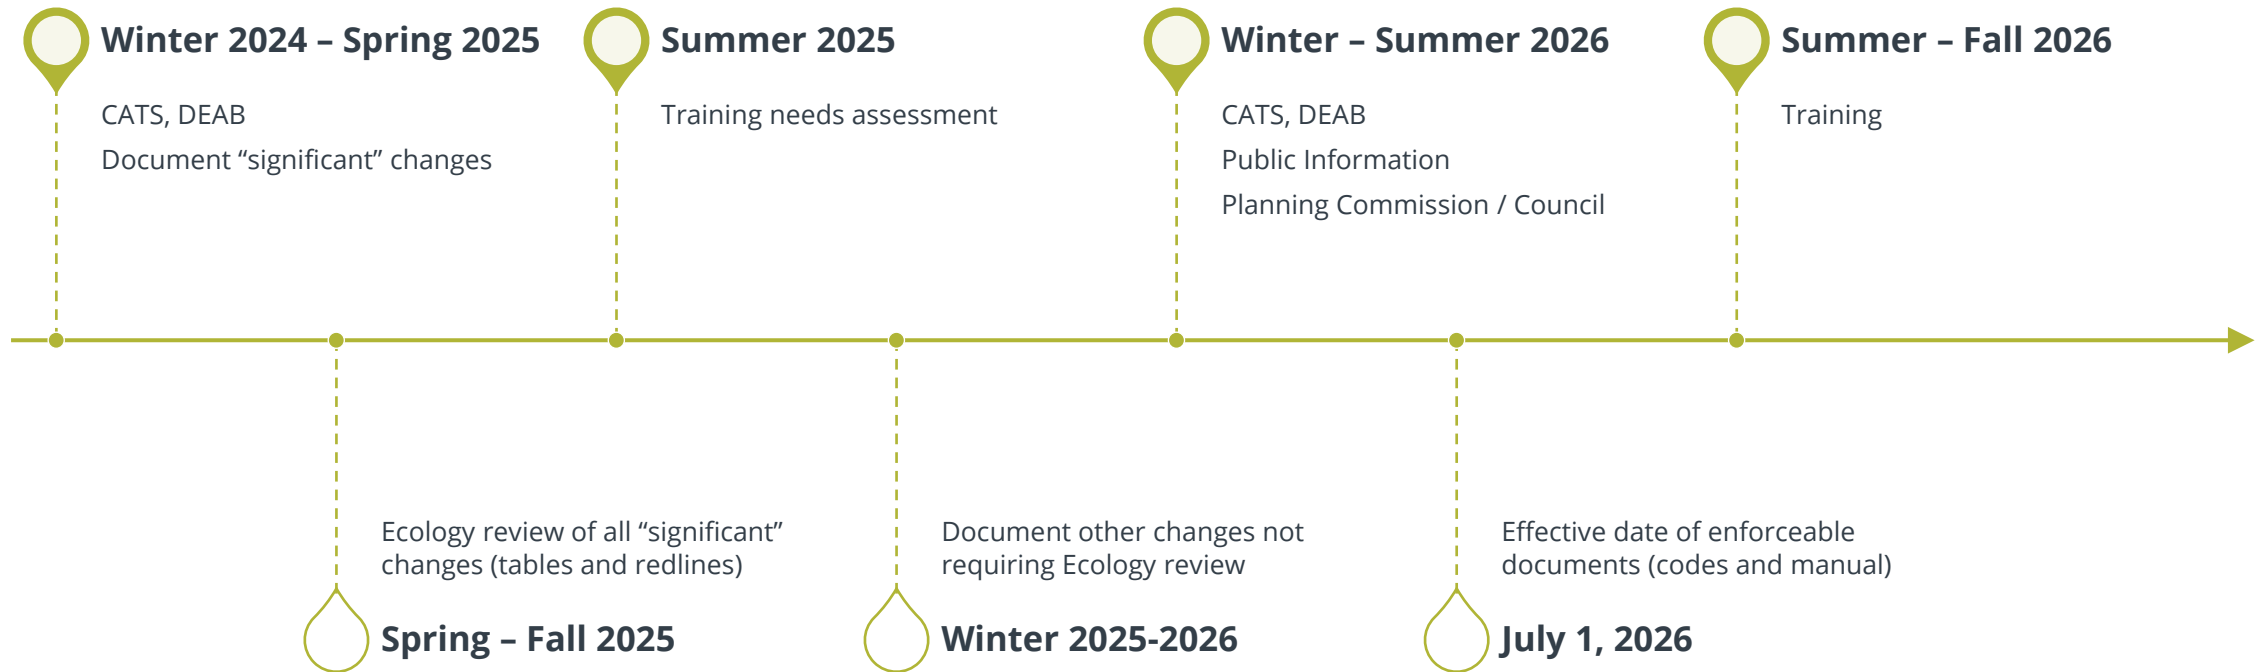 Winter 2024 – Spring 2025
CATS, DEAB
Document “significant” changes
Summer 2025
Training needs assessment
Winter – Summer 2026
CATS, DEAB
Public Information
Planning Commission / Council
Summer – Fall 2026
Training
Ecology review of all “significant”
changes (tables and redlines)
Spring – Fall 2025
Document other changes not
requiring Ecology review
Winter 2025-2026
Effective date of enforceable
documents (codes and manual)
July 1, 2026